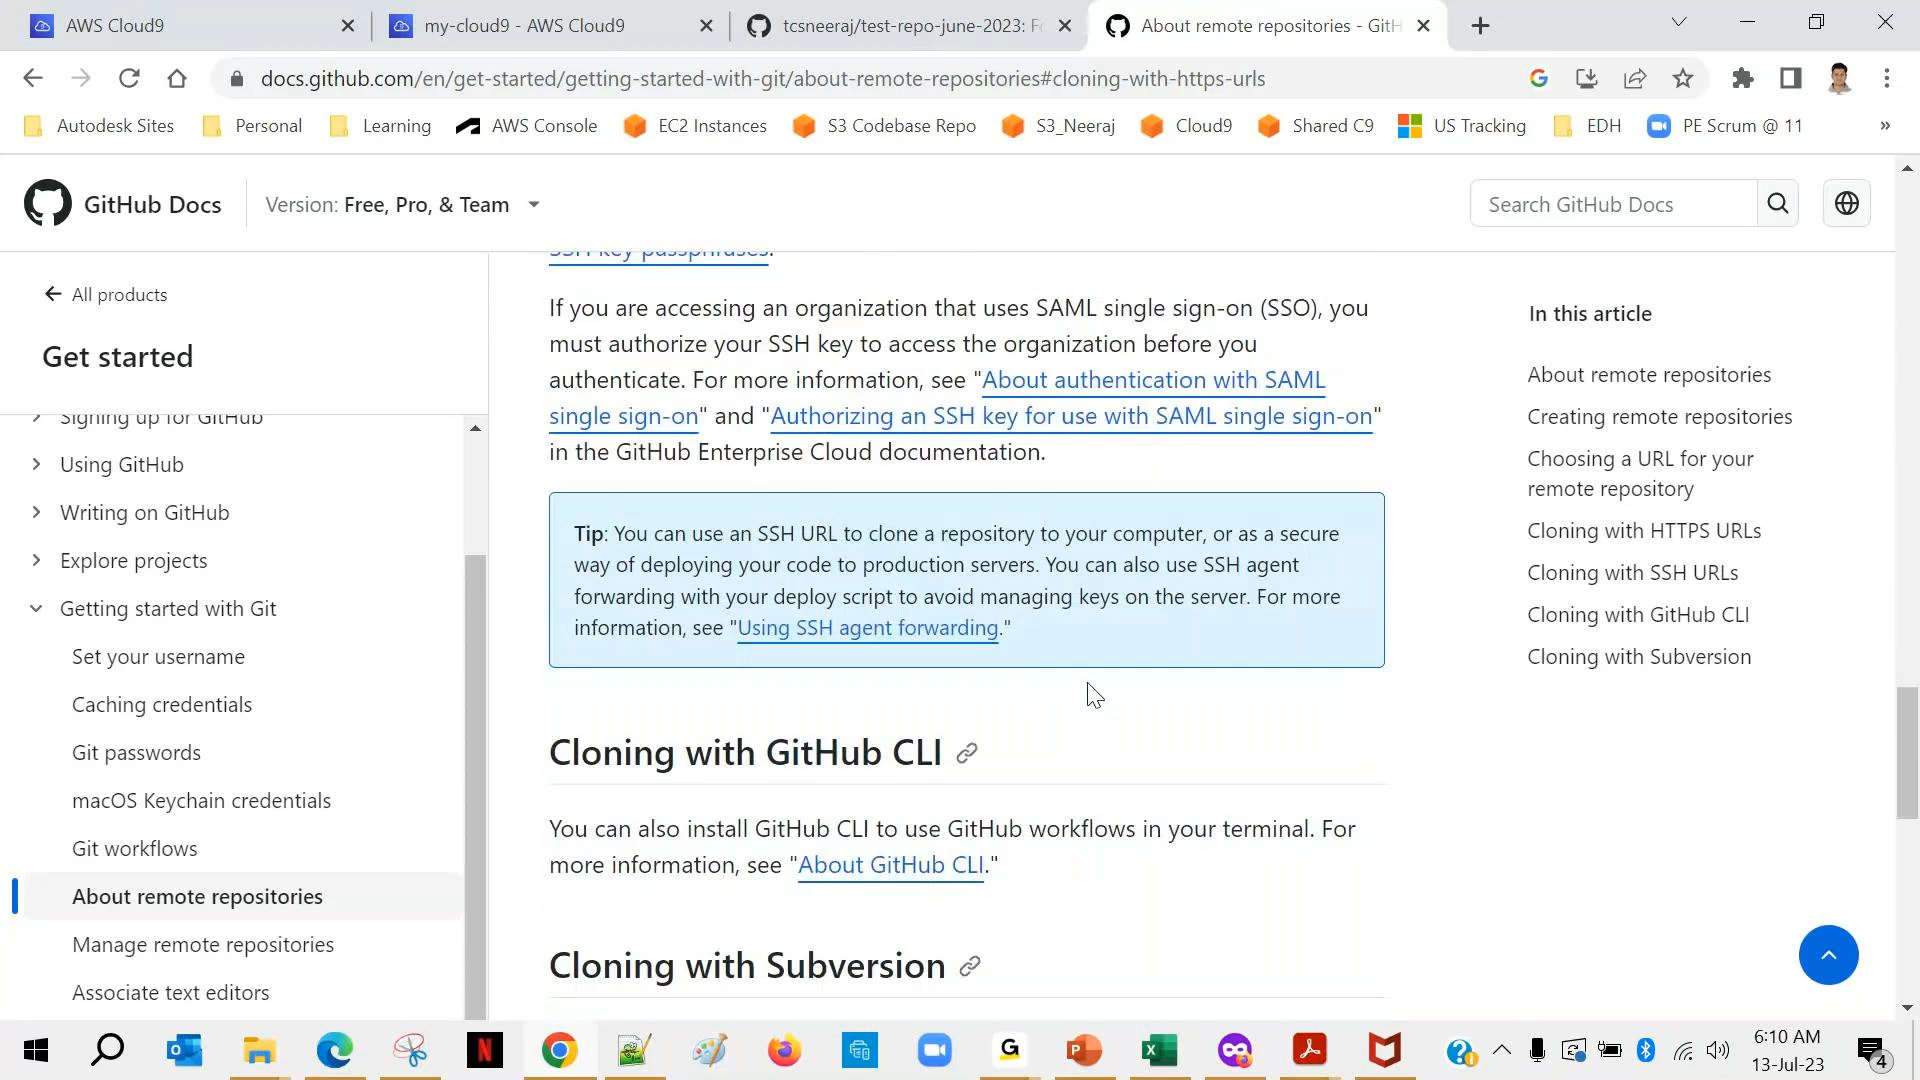 AWS Cloud9
my-cloud9 - AWS Cloud9
tcsneeraj/test-repo-june-2023: F
About remote repositories - GitH
docs.github.com/en/get-started/getting-started-with-git/about-remote-repositories#cloning-with-https-urls
Autodesk Sites
Personal
Learning
AWS Console
EC2 Instances
S3 Codebase Repo
S3_Neeraj
Cloud9
Shared C9
US Tracking
EDH
PE Scrum @ 11
»
GitHub Docs
Version: Free, Pro, & Team
Search GitHub Docs
All products
Get started
Signing up for GitHub
Using GitHub
Writing on GitHub
Explore projects
Getting started with Git
Set your username
Caching credentials
Git passwords
macOS Keychain credentials
Git workflows
About remote repositories
Manage remote repositories
Associate text editors
SSH key passphrases.
If you are accessing an organization that uses SAML single sign-on (SSO), you
must authorize your SSH key to access the organization before you
authenticate. For more information, see "About authentication with SAML
single sign-on" and "Authorizing an SSH key for use with SAML single sign-on"
in the GitHub Enterprise Cloud documentation.
Tip: You can use an SSH URL to clone a repository to your computer, or as a secure
way of deploying your code to production servers. You can also use SSH agent
forwarding with your deploy script to avoid managing keys on the server. For more
information, see "Using SSH agent forwarding."
Cloning with GitHub CLI
You can also install GitHub CLI to use GitHub workflows in your terminal. For
more information, see "About GitHub CLI."
Cloning with Subversion
In this article
About remote repositories
Creating remote repositories
Choosing a URL for your
remote repository
Cloning with HTTPS URLs
Cloning with SSH URLs
Cloning with GitHub CLI
Cloning with Subversion
6:10 AM
13-Jul-23
4